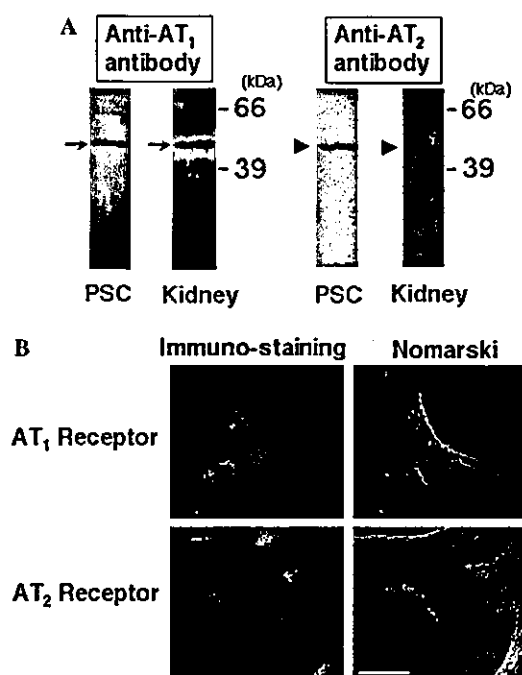 A
Anti-AT1 antibody
Anti-AT2 antibody
(kDa)
66
39
PSC
Kidney
(kDa)
66
39
PSC
Kidney
B
Immuno-staining
Nomarski
AT1 Receptor
AT2 Receptor